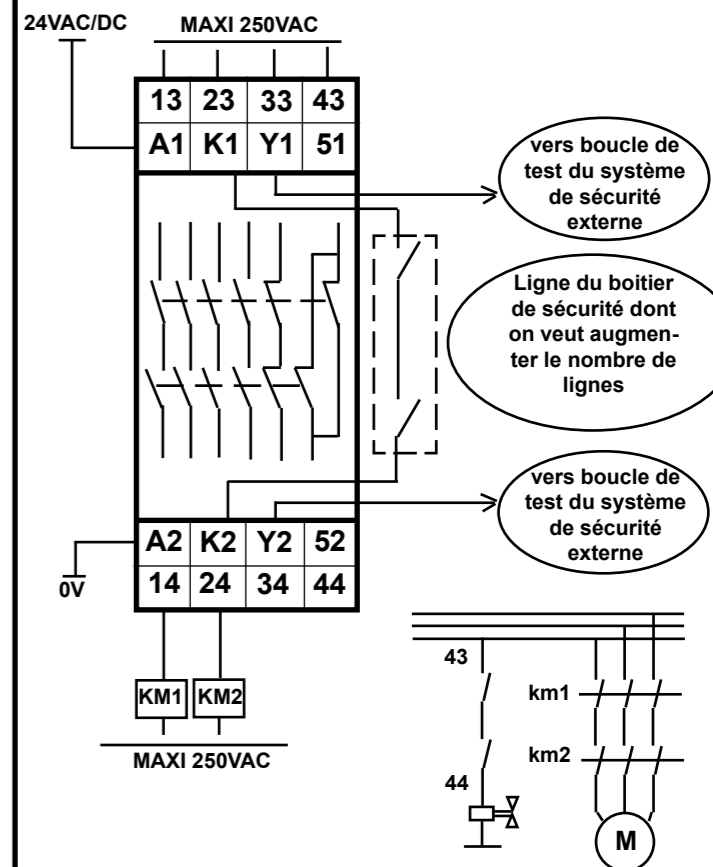 24VAC/DC
MAXI 250VAC
13 23 33 43
A1 K1 Y1 51
vers boucle de
test du système
de sécurité
externe
Ligne du boitier
de sécurité dont
on veut augmen-
ter le nombre de
lignes
vers boucle de
test du système
de sécurité
externe
A2 K2 Y2 52
14 24 34 44
0V
KM1 KM2
MAXI 250VAC
43
km1
km2
44
M